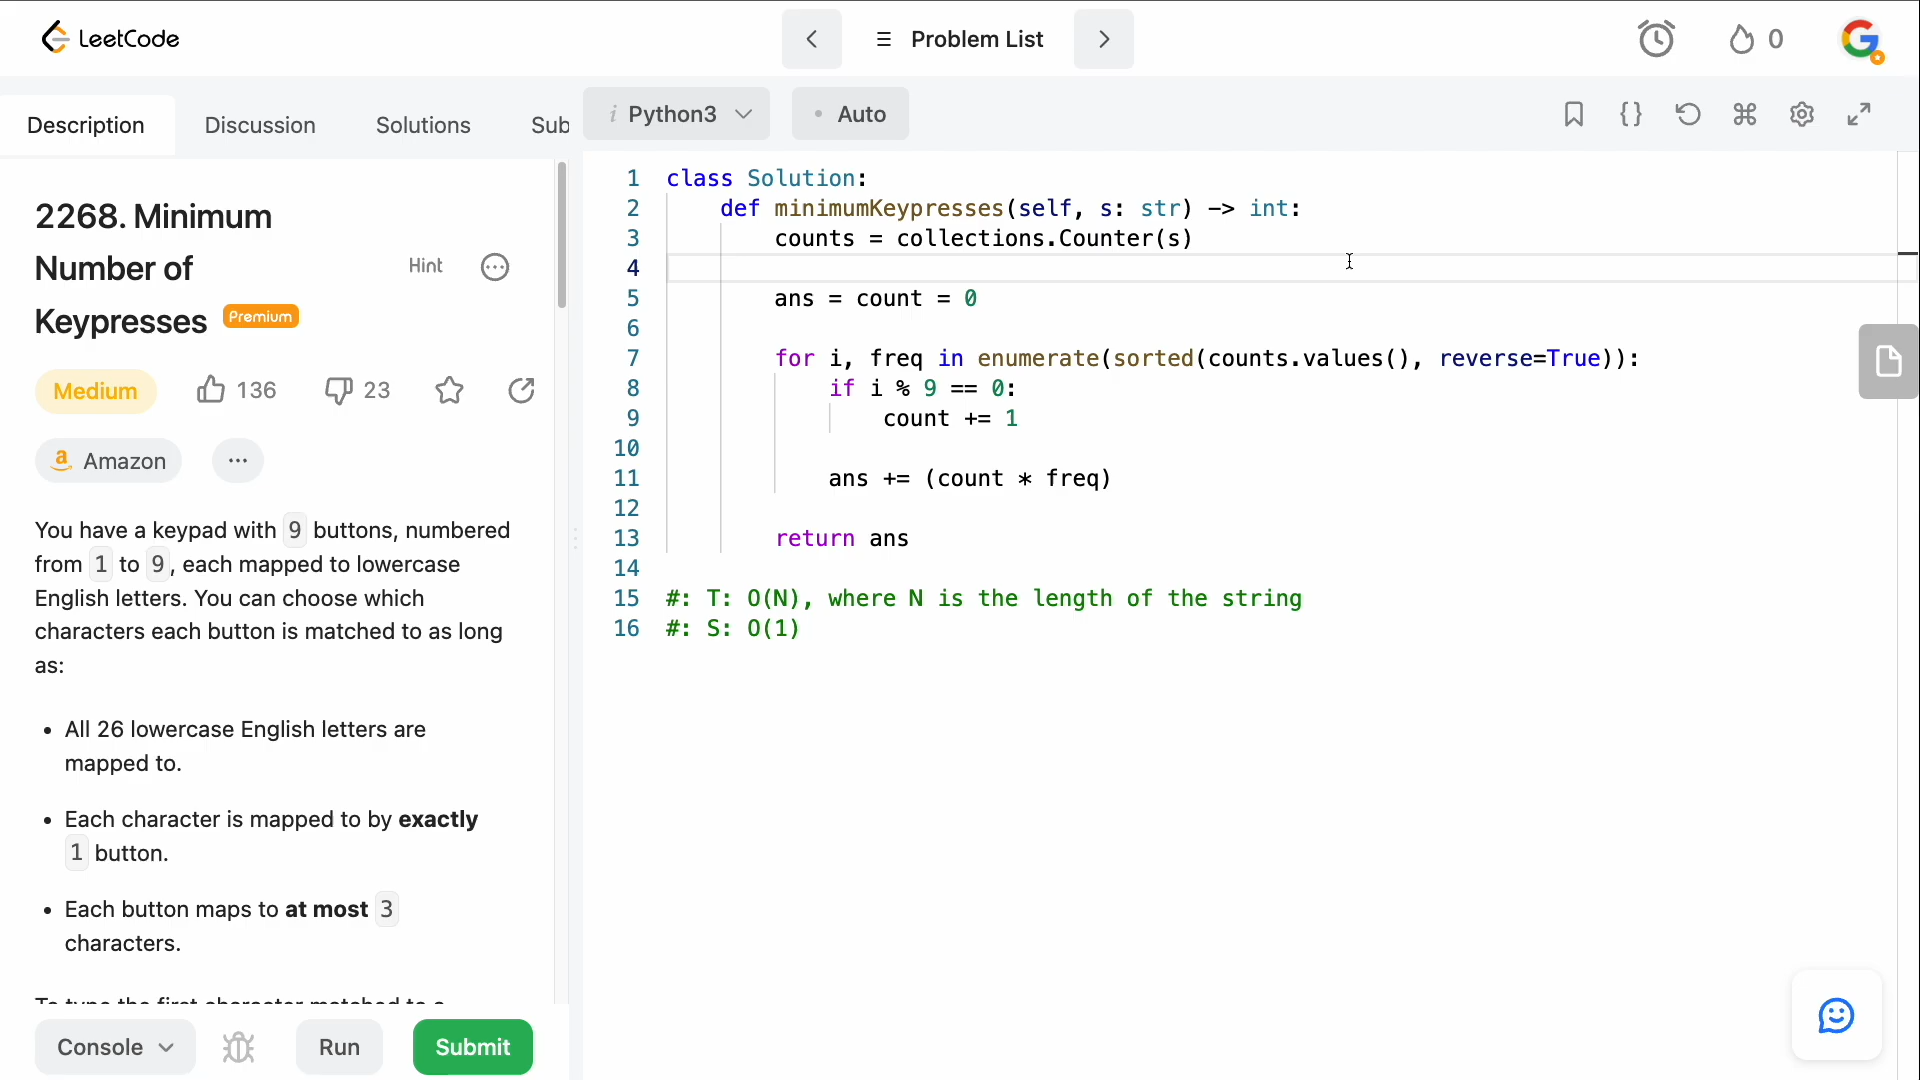 LeetCode
Problem List
0
Description
Discussion
Solutions
Sub
i Python3
Auto
2268. Minimum
Number of
Keypresses
Premium
Hint
Medium
136
23
Amazon
You have a keypad with 9 buttons, numbered
from 1 to 9, each mapped to lowercase
English letters. You can choose which
characters each button is matched to as long
as:
• All 26 lowercase English letters are
mapped to.
• Each character is mapped to by exactly
1 button.
• Each button maps to at most 3
characters.
To type the first character matched to a
Console
Run
Submit
1 class Solution:
2     def minimumKeypresses(self, s: str) -> int:
3         counts = collections.Counter(s)
4
5         ans = count = 0
6
7         for i, freq in enumerate(sorted(counts.values(), reverse=True)):
8             if i % 9 == 0:
9                 count += 1
10
11             ans += (count * freq)
12
13         return ans
14
15 #: T: O(N), where N is the length of the string
16 #: S: O(1)